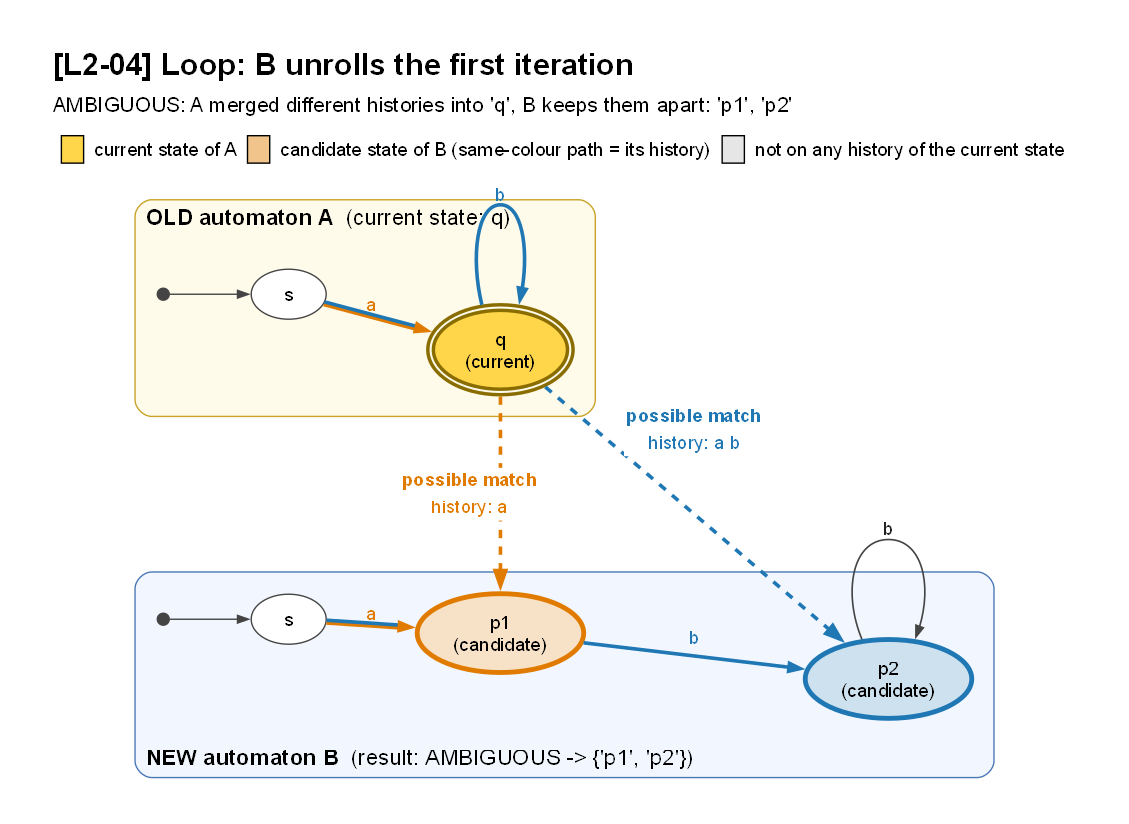 [L2-04] Loop: B unrolls the first iteration
AMBIGUOUS: A merged different histories into 'q', B keeps them apart: 'p1', 'p2'
current state of A
candidate state of B (same-colour path = its history)
not on any history of the current state
b
OLD automaton A (current state: q)
s
a
q
(current)
possible match
history: a b
possible match
history: a
b
s
a
p1
(candidate)
b
p2
(candidate)
NEW automaton B (result: AMBIGUOUS -> {'p1', 'p2'})